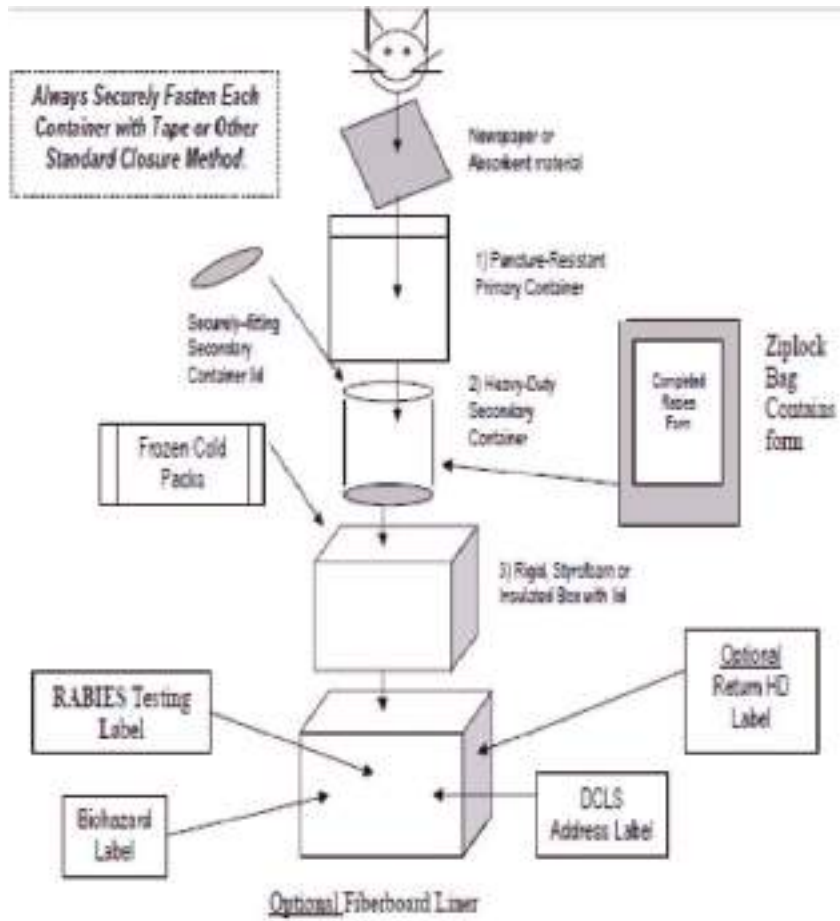 Always Securely Fasten Each
Container with Tape or Other
Standard Closure Method.
Newspaper or
Absorbent material
1) Puncture-Resistant
Primary Container
Securely-fitting
Secondary
Container lid
2) Heavy-Duty
Secondary
Container
Completed
Rabies
Form
Ziplock
Bag
Contains
form
Frozen Cold
Packs
3) Rigid, Styrofoam or
Insulated Box with lid
RABIES Testing
Label
Optional
Return HD
Label
Biohazard
Label
DCLS
Address Label
Optional Fiberboard Liner